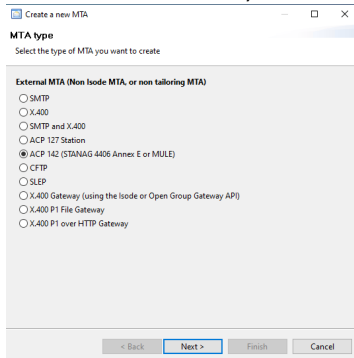 Create a new MTA
MTA type
Select the type of MTA you want to create
External MTA (Non Isode MTA, or non tailoring MTA)
SMTP
X.400
SMTP and X.400
ACP 127 Station
ACP 142 (STANAG 4406 Annex E or MULE)
CFTP
SLEP
X.400 Gateway (using the Isode or Open Group Gateway API)
X.400 P1 File Gateway
X.400 P1 over HTTP Gateway
< Back Next > Finish Cancel